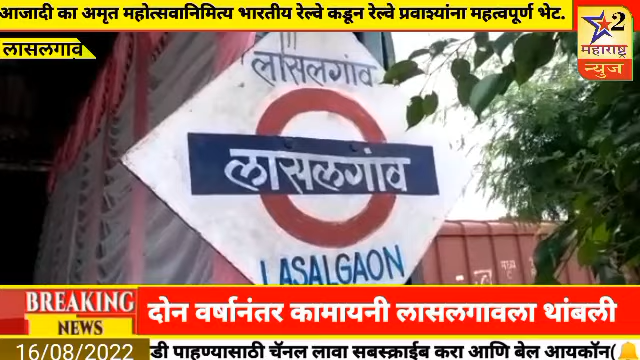 आजादी का अमृत महोत्सवानिमित्य भारतीय रेल्वे कडून रेल्वे प्रवाश्यांना महत्वपूर्ण भेट.
2
महाराष्ट्र
न्युज
लासलगाव
लासलगांव
लासलगांव
LASALGAON
BREAKING
NEWS
दोन वर्षानंतर कामायनी लासलगावला थांबली
16/08/2022
डी पाहण्यासाठी चॅनल लावा सबस्क्राईब करा आणि बेल आयकॉन(